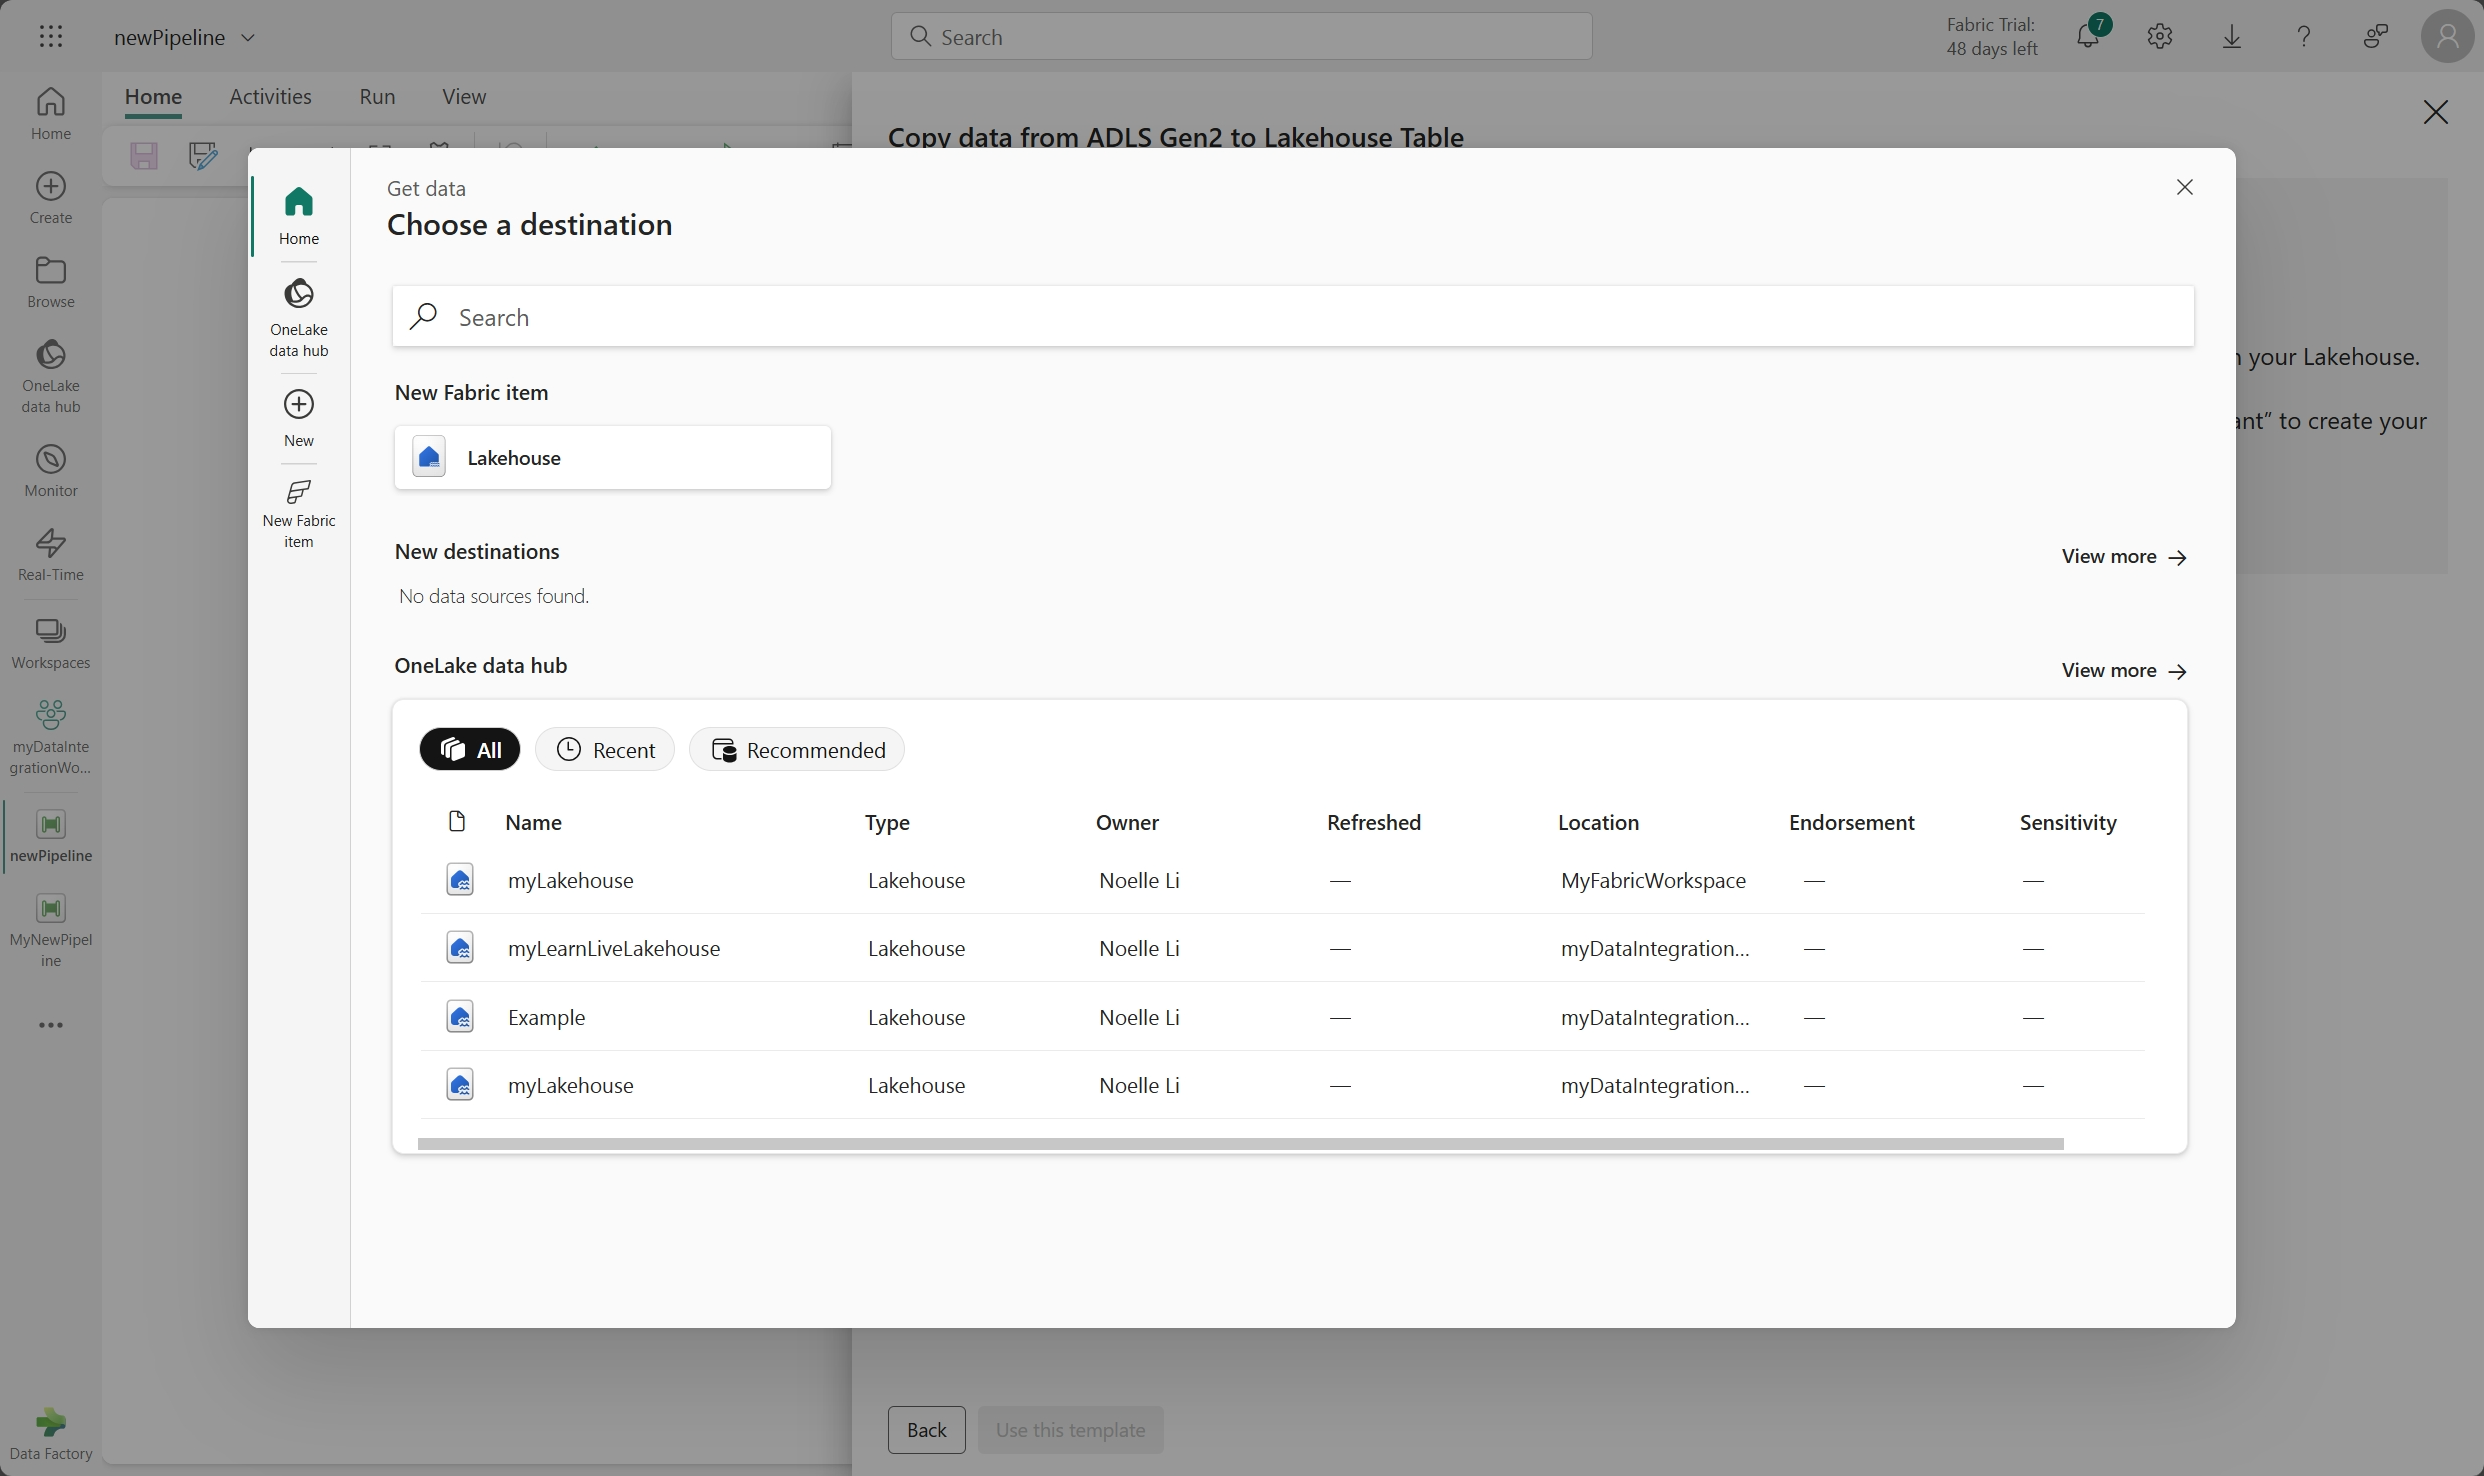 newPipeline
Search
Fabric Trial:
48 days left
7
Home
Create
Browse
OneLake
data hub
Monitor
Real-Time
Workspaces
myDataInte
grationWo...
newPipeline
MyNewPipel
ine
Data Factory
Home
Activities
Run
View
Copy data from ADLS Gen2 to Lakehouse Table
your Lakehouse.
to create your
Home
OneLake
data hub
New
New Fabric
item
Get data
Choose a destination
Search
New Fabric item
Lakehouse
New destinations
View more
No data sources found.
OneLake data hub
View more
All
Recent
Recommended
Name
Type
Owner
Refreshed
Location
Endorsement
Sensitivity
myLakehouse
Lakehouse
Noelle Li
—
MyFabricWorkspace
—
—
myLearnLiveLakehouse
Lakehouse
Noelle Li
—
myDataIntegration...
—
—
Example
Lakehouse
Noelle Li
—
myDataIntegration...
—
—
myLakehouse
Lakehouse
Noelle Li
—
myDataIntegration...
—
—
Back
Use this template